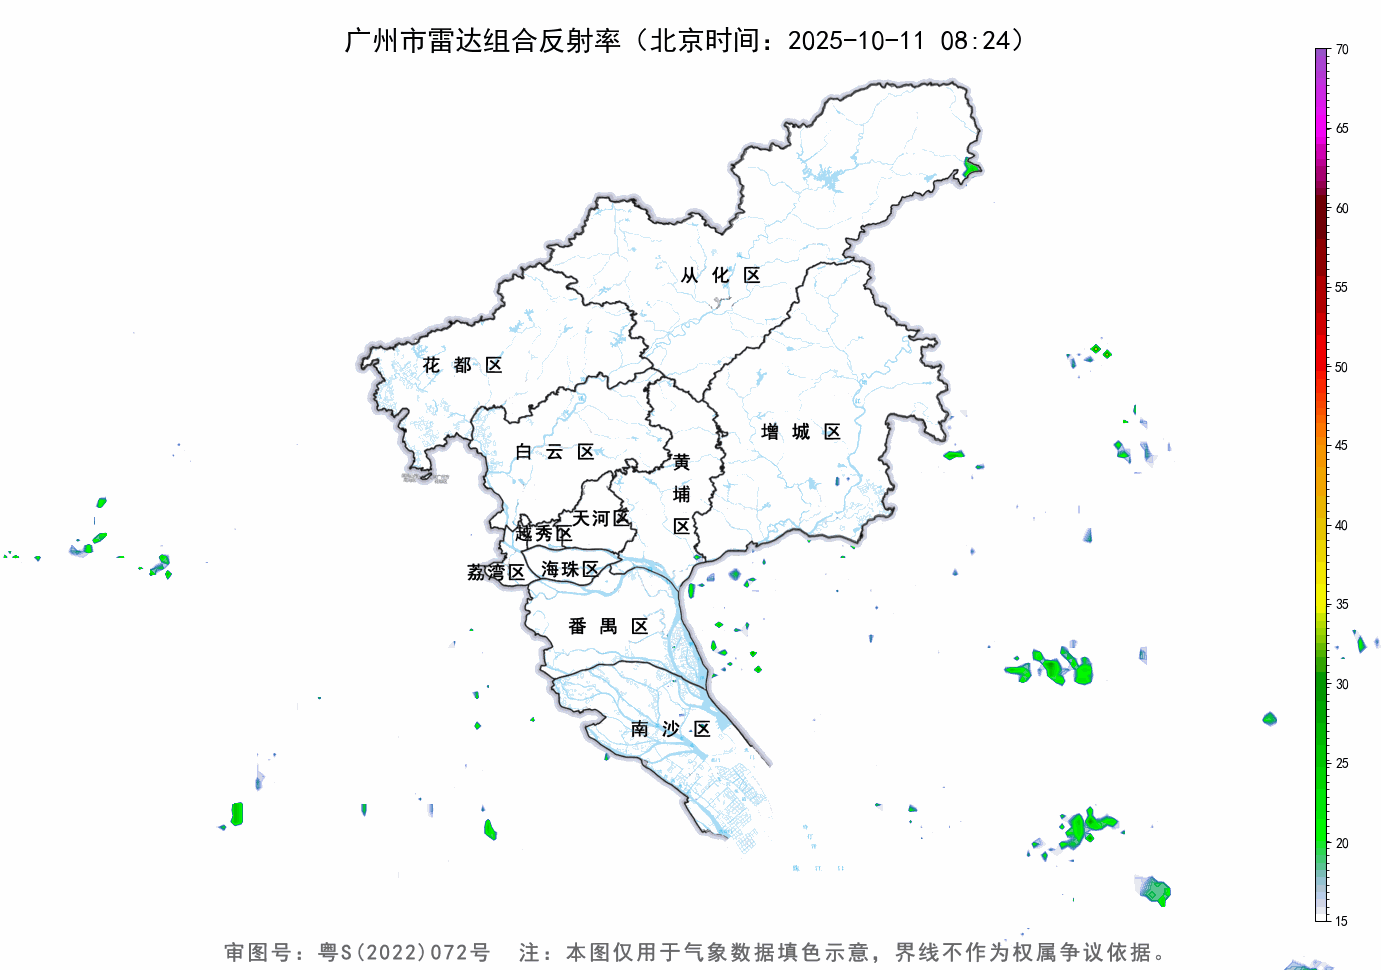 广州市雷达组合反射率（北京时间：2025-10-11 08:24）
70
65
60
55
50
45
40
35
30
25
20
15
从 化 区
花 都 区
增 城 区
白 云 区
黄
埔
区
天河区
越秀区
荔湾区
海珠区
番 禺 区
南 沙 区
审图号：粤S(2022)072号 注：本图仅用于气象数据填色示意，界线不作为权属争议依据。